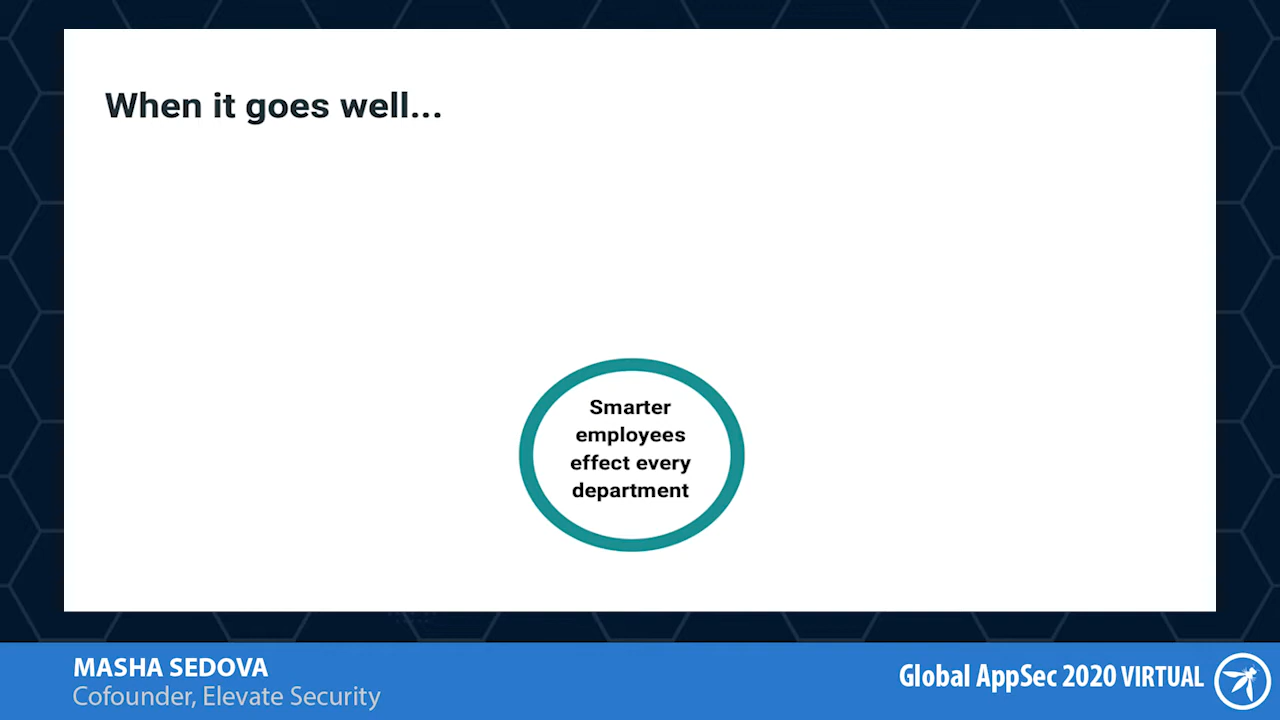 When it goes well...
Smarter
employees
effect every
department
MASHA SEDOVA
Cofounder, Elevate Security
Global AppSec 2020 VIRTUAL